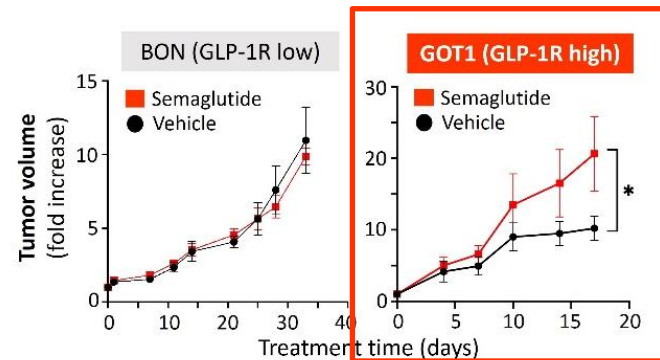 BON (GLP-1R low)
Semaglutide
Vehicle
Tumor volume
(fold increase)
15
10
5
0
0
10
20
30
40
GOT1 (GLP-1R high)
Semaglutide
Vehicle
30
20
10
0
*
0
5
10
15
20
Treatment time (days)